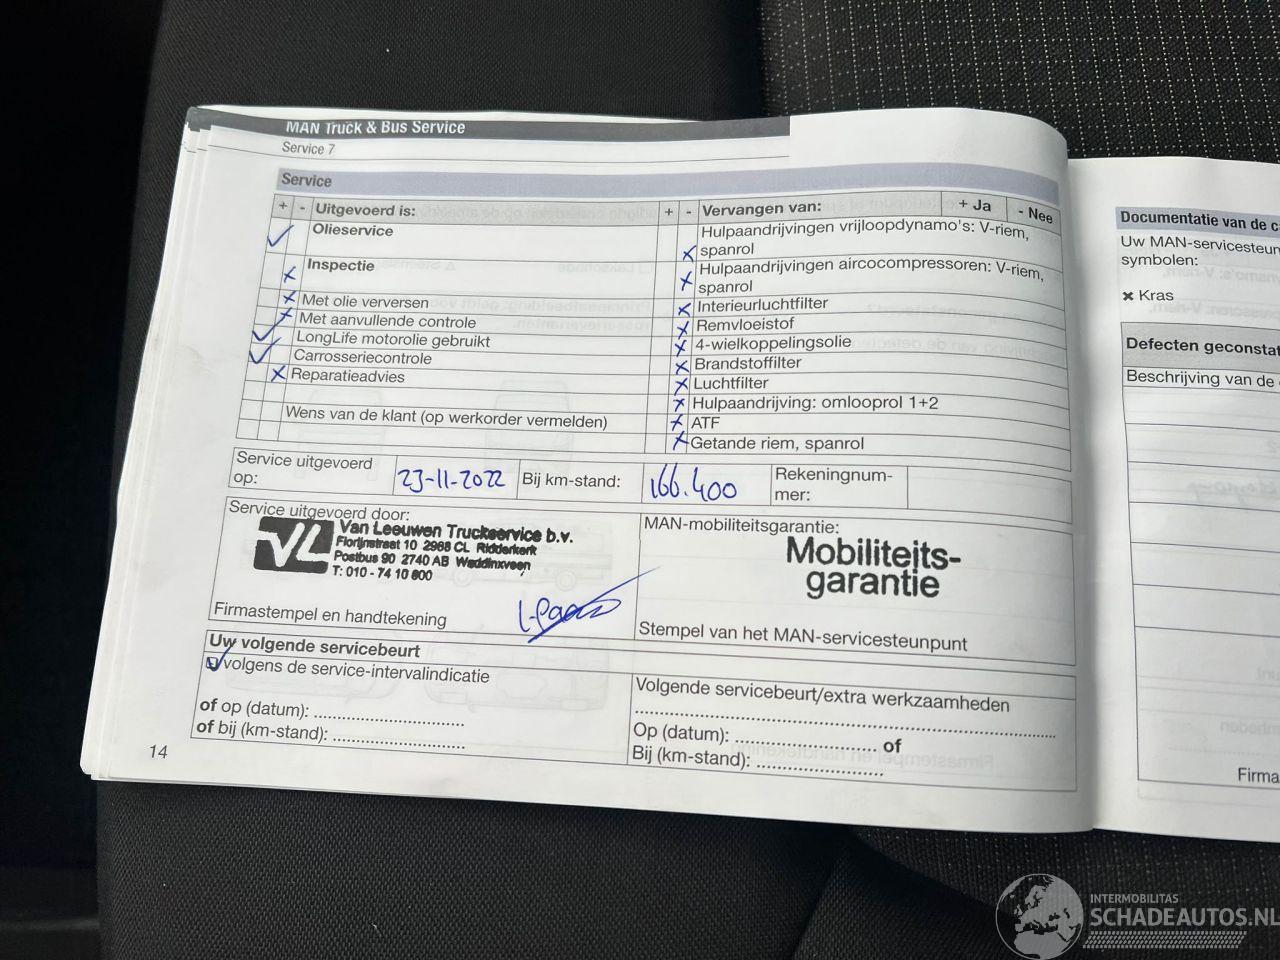 MAN Truck & Bus Service
Service 7
Service
+ - Uitgevoerd is:
Olieservice
Inspectie
Met olie verversen
Met aanvullende controle
LongLife motorolie gebruikt
Carrosseriecontrole
Reparatieadvies
Wens van de klant (op werkorder vermelden)
+ - Vervangen van: + Ja - Nee
Hulpaandrijvingen vrijloopdynamo's: V-riem,
spanrol
Hulpaandrijvingen aircocompressoren: V-riem,
spanrol
Interieurluchtfilter
Remvloeistof
4-wielkoppelingsolie
Brandstoffilter
Luchtfilter
Hulpaandrijving: omlooprol 1+2
ATF
Getande riem, spanrol
Service uitgevoerd
op:
23-11-2022
Bij km-stand:
166.400
Rekeningnum-
mer:
Service uitgevoerd door:
VL
Van Leeuwen Truckservice b.v.
Florijnstraat 10 2988 CL Ridderkerk
Postbus 90 2740 AB Waddinxveen
T: 010 - 74 10 800
Firmastempel en handtekening
MAN-mobiliteitsgarantie:
Mobiliteits-
garantie
Stempel van het MAN-servicesteunpunt
Uw volgende servicebeurt
volgens de service-intervalindicatie
of op (datum): ..............................
of bij (km-stand): ...........................
Volgende servicebeurt/extra werkzaamheden
Op (datum): ............................ of
Bij (km-stand): .........................
14
Documentatie van de
Uw MAN-servicesteun
symbolen:
Kras
Defecten geconstat
Beschrijving van de
Firma
INTERMOBILITAS
SCHADEAUTOS.NL